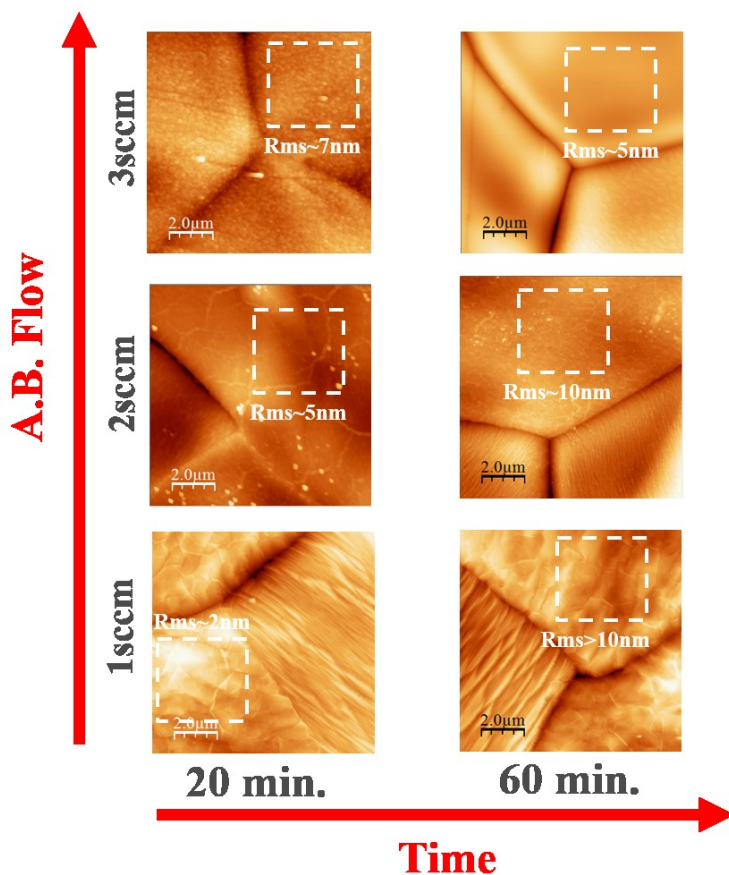 A.B. Flow
3sccm
Rms~7nm
2.0µm
Rms~5nm
2.0µm
2sccm
Rms~5nm
2.0µm
Rms~10nm
2.0µm
1sccm
Rms~2nm
2.0µm
Rms>10nm
2.0µm
20 min.
60 min.
Time